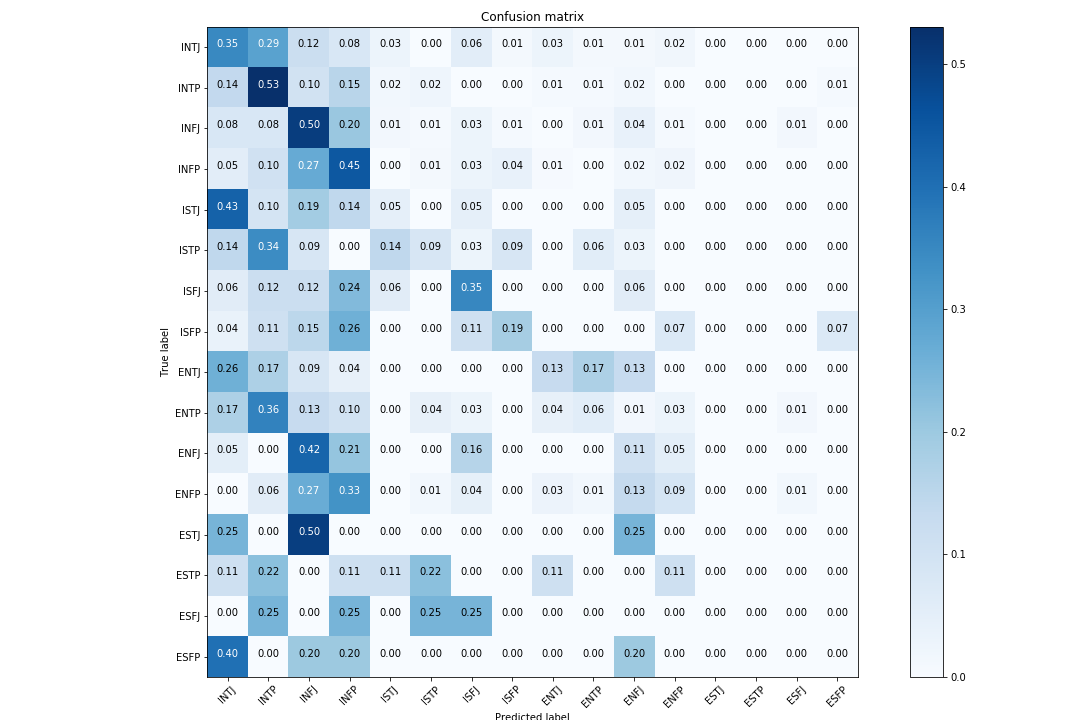 Confusion matrix
INTJ 0.35 0.29 0.12 0.08 0.03 0.00 0.06 0.01 0.03 0.01 0.01 0.02 0.00 0.00 0.00 0.00
INTP 0.14 0.53 0.10 0.15 0.02 0.02 0.00 0.00 0.01 0.01 0.02 0.00 0.00 0.00 0.00 0.01
INFJ 0.08 0.08 0.50 0.20 0.01 0.01 0.03 0.01 0.00 0.01 0.04 0.01 0.00 0.00 0.01 0.00
INFP 0.05 0.10 0.27 0.45 0.00 0.01 0.03 0.04 0.01 0.00 0.02 0.02 0.00 0.00 0.00 0.00
ISTJ 0.43 0.10 0.19 0.14 0.05 0.00 0.05 0.00 0.00 0.00 0.05 0.00 0.00 0.00 0.00 0.00
ISTP 0.14 0.34 0.09 0.00 0.14 0.09 0.03 0.09 0.00 0.06 0.03 0.00 0.00 0.00 0.00 0.00
ISFJ 0.06 0.12 0.12 0.24 0.06 0.00 0.35 0.00 0.00 0.00 0.06 0.00 0.00 0.00 0.00 0.00
ISFP 0.04 0.11 0.15 0.26 0.00 0.00 0.11 0.19 0.00 0.00 0.00 0.07 0.00 0.00 0.00 0.07
ENTJ 0.26 0.17 0.09 0.04 0.00 0.00 0.00 0.00 0.13 0.17 0.13 0.00 0.00 0.00 0.00 0.00
ENTP 0.17 0.36 0.13 0.10 0.00 0.04 0.03 0.00 0.04 0.06 0.01 0.03 0.00 0.00 0.01 0.00
ENFJ 0.05 0.00 0.42 0.21 0.00 0.00 0.16 0.00 0.00 0.00 0.11 0.05 0.00 0.00 0.00 0.00
ENFP 0.00 0.06 0.27 0.33 0.00 0.01 0.04 0.00 0.03 0.01 0.13 0.09 0.00 0.00 0.01 0.00
ESTJ 0.25 0.00 0.50 0.00 0.00 0.00 0.00 0.00 0.00 0.00 0.25 0.00 0.00 0.00 0.00 0.00
ESTP 0.11 0.22 0.00 0.11 0.11 0.22 0.00 0.00 0.11 0.00 0.00 0.11 0.00 0.00 0.00 0.00
ESFJ 0.00 0.25 0.00 0.25 0.00 0.25 0.25 0.00 0.00 0.00 0.00 0.00 0.00 0.00 0.00 0.00
ESFP 0.40 0.00 0.20 0.20 0.00 0.00 0.00 0.00 0.00 0.00 0.20 0.00 0.00 0.00 0.00 0.00
True label
INTJ INTP INFJ INFP ISTJ ISTP ISFJ ISFP ENTJ ENTP ENFJ ENFP ESTJ ESTP ESFJ ESFP
Predicted label
0.5
0.4
0.3
0.2
0.1
0.0